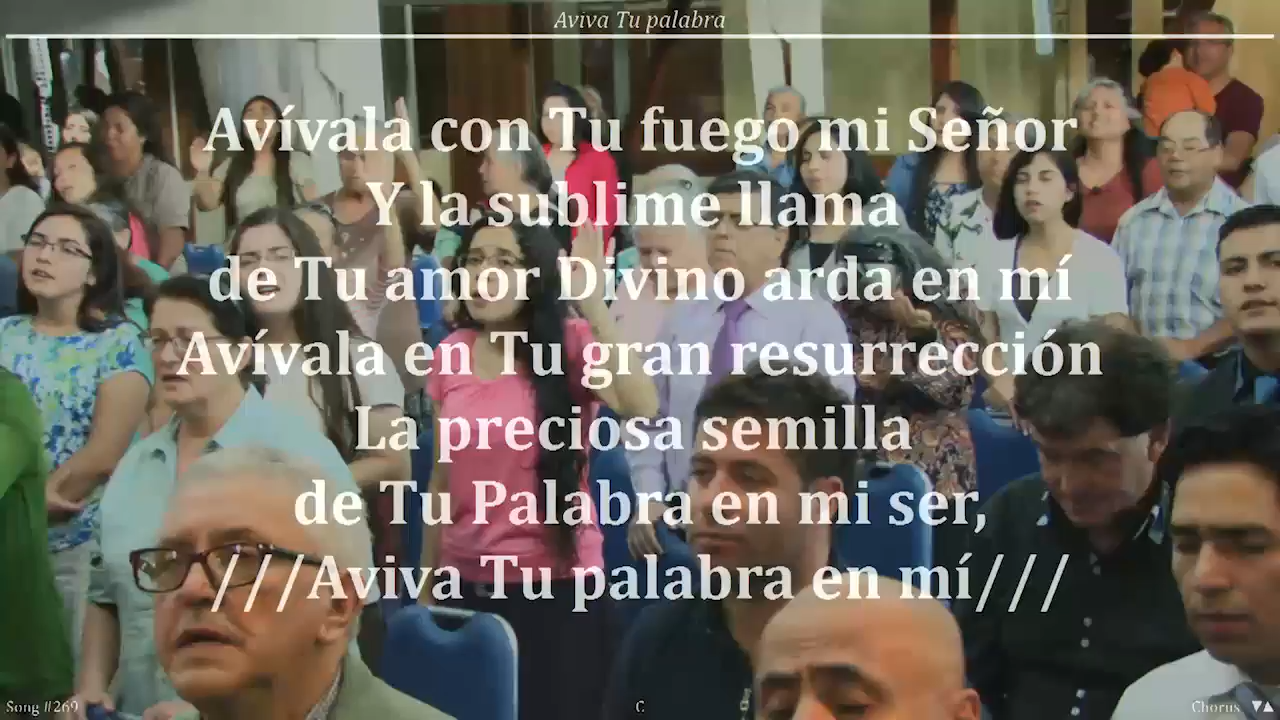 Aviva Tu palabra
Avívala con Tu fuego mi Señor
Y la sublime llama
de Tu amor Divino arda en mí
Avívala en Tu gran resurrección
La preciosa semilla
de Tu Palabra en mi ser,
///Aviva Tu palabra en mí///
Song #269
C
Chorus ▼▲